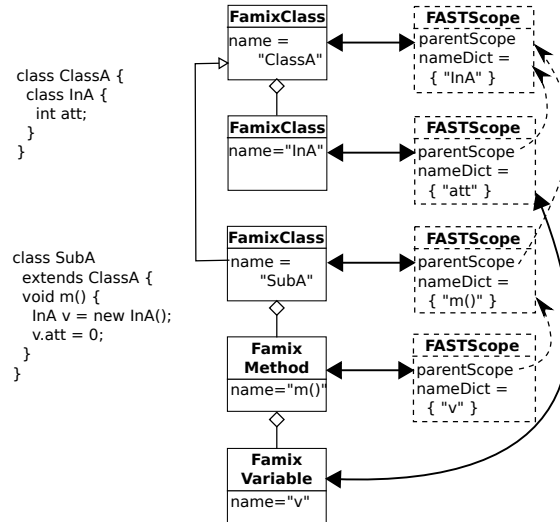 class ClassA {
class InA {
int att;
}
}
class SubA
extends ClassA {
void m() {
InA v = new InA();
v.att = 0;
}
}
FamixClass
name =
"ClassA"
FASTScope
parentScope
nameDict =
{ "InA" }
FamixClass
name="InA"
FASTScope
parentScope
nameDict =
{ "att" }
FamixClass
name =
"SubA"
FASTScope
parentScope
nameDict =
{ "m()" }
Famix
Method
name="m()"
FASTScope
parentScope
nameDict =
{ "v" }
Famix
Variable
name="v"